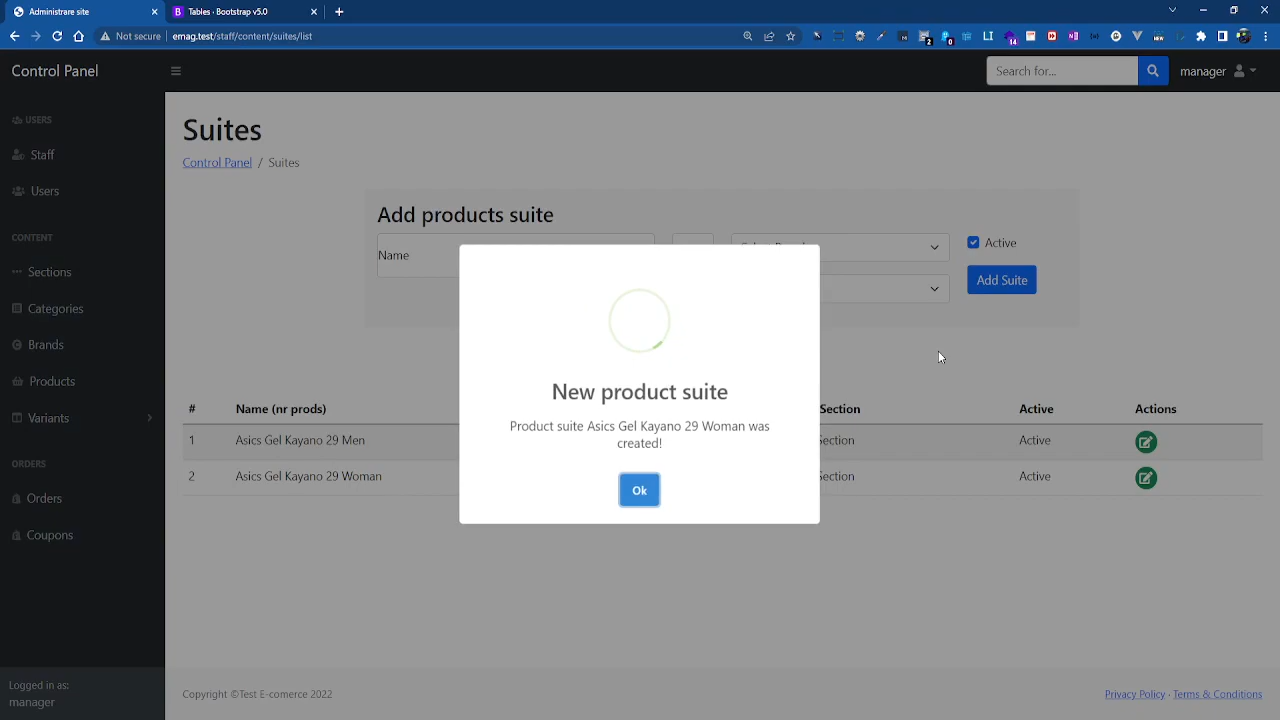 Administrare site
Tables · Bootstrap v5.0
Not secure
emag.test/staff/content/suites/list
Control Panel
Search for...
manager
USERS
Staff
Users
CONTENT
Sections
Categories
Brands
Products
Variants
ORDERS
Orders
Coupons
Logged in as:
manager
Suites
Control Panel / Suites
Add products suite
Name
Active
Add Suite
New product suite
Product suite Asics Gel Kayano 29 Woman was
created!
Ok
# Name (nr prods) Section Active Actions
1 Asics Gel Kayano 29 Men Section Active
2 Asics Gel Kayano 29 Woman Section Active
Copyright ©Test E-comerce 2022
Privacy Policy · Terms & Conditions